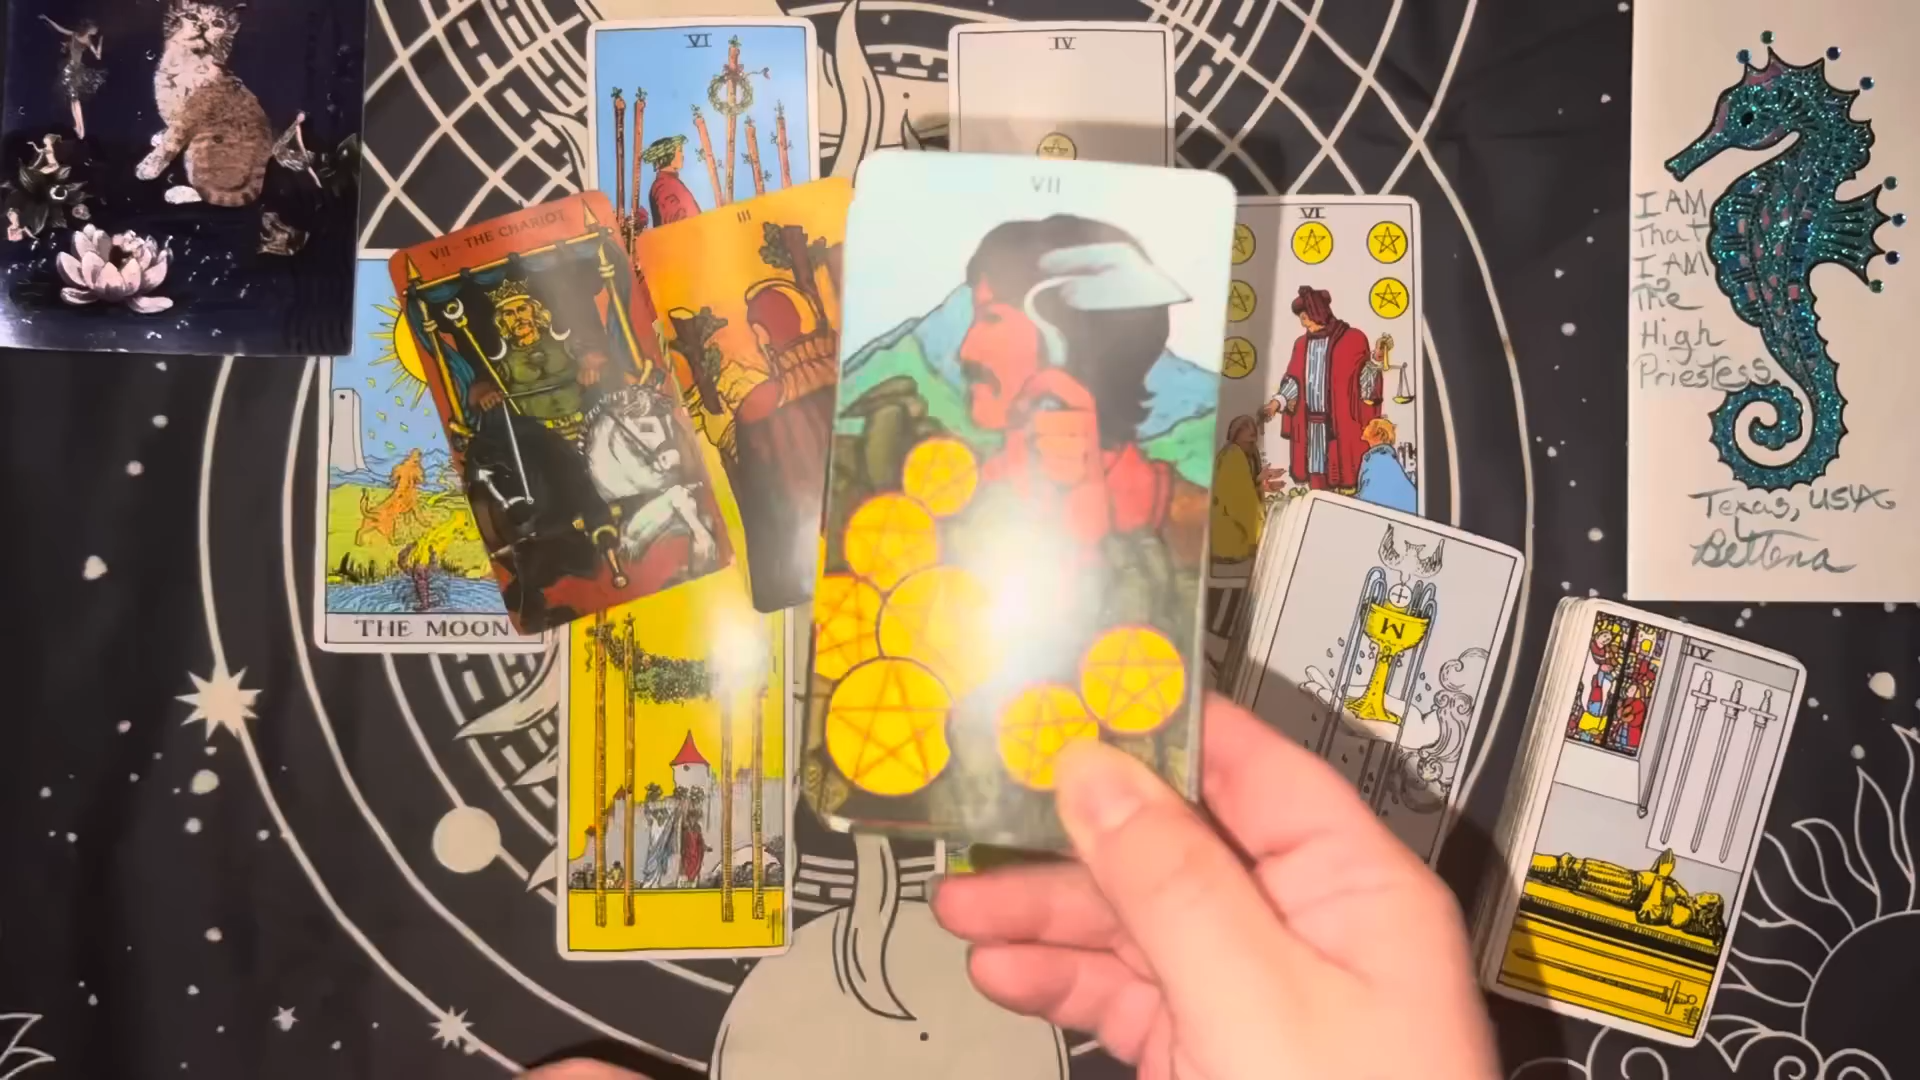 VI
IV
VII
VII - THE CHARIOT
III
VI
I AM
That
I AM
The
High
Priestess
Texas, USA
Bettena
THE MOON
IV